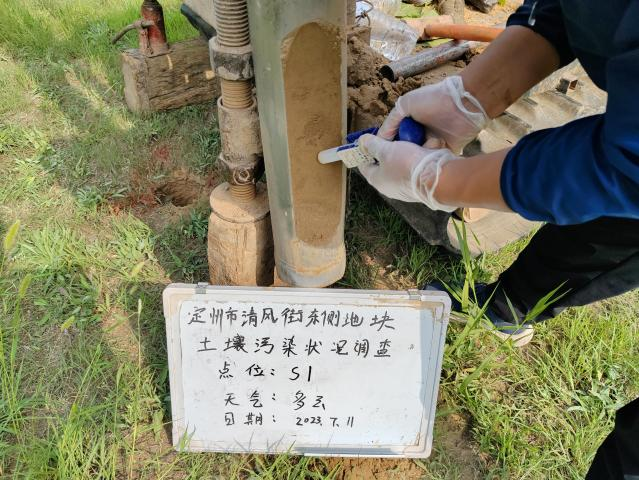 定州市清风街东侧地块
土壤污染状况调查
点位: S1
天气: 多云
日期: 2023.7.11